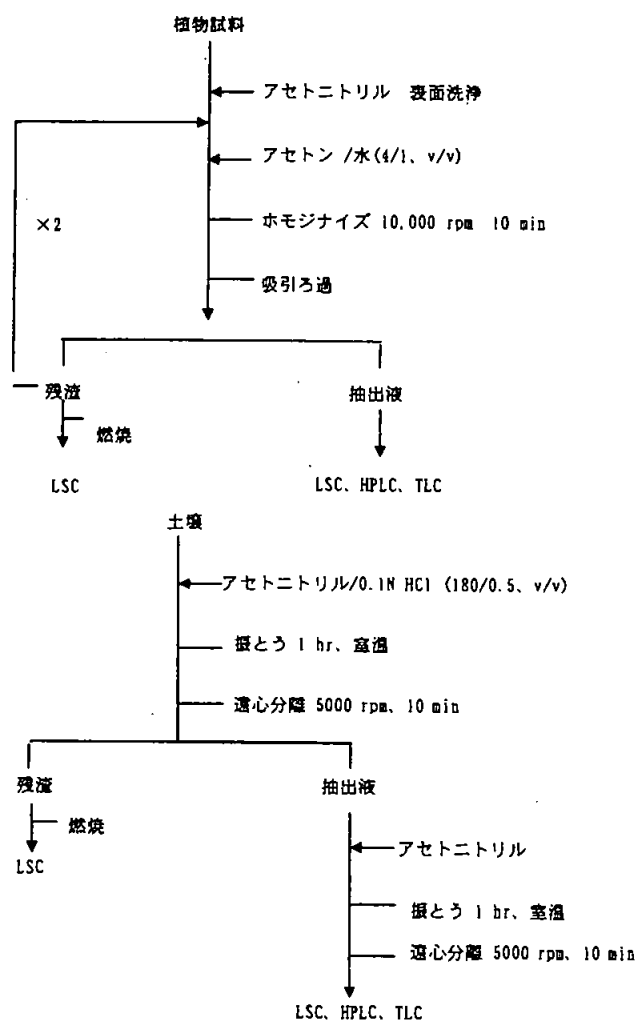 植物試料
アセトニトリル 表面洗浄
アセトン /水(4/1、v/v)
×2
ホモジナイズ 10,000 rpm 10 min
吸引ろ過
残渣
抽出液
燃焼
LSC
LSC、HPLC、TLC
土壌
アセトニトリル/0.1N HCl (180/0.5、v/v)
振とう 1 hr、室温
遠心分離 5000 rpm、10 min
残渣
抽出液
燃焼
アセトニトリル
LSC
振とう 1 hr、室温
遠心分離 5000 rpm、10 min
LSC、HPLC、TLC